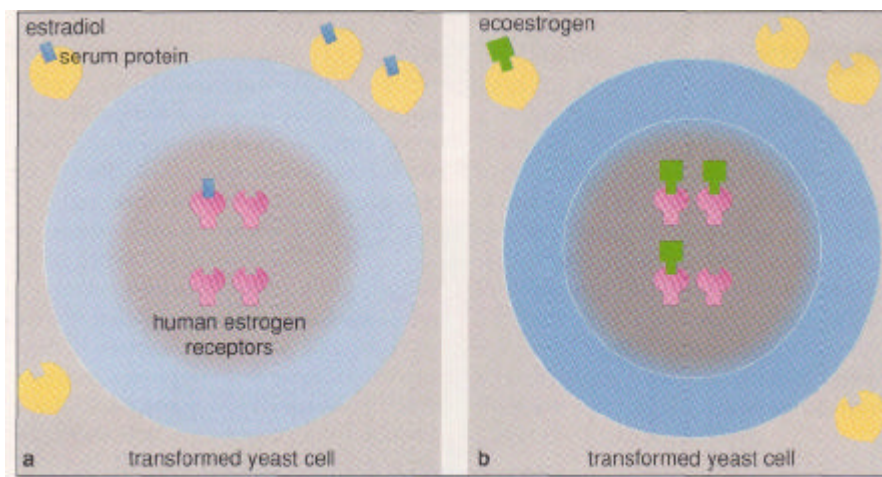 estradiol
serum protein
human estrogen
receptors
a
transformed yeast cell
ecoestrogen
b
transformed yeast cell